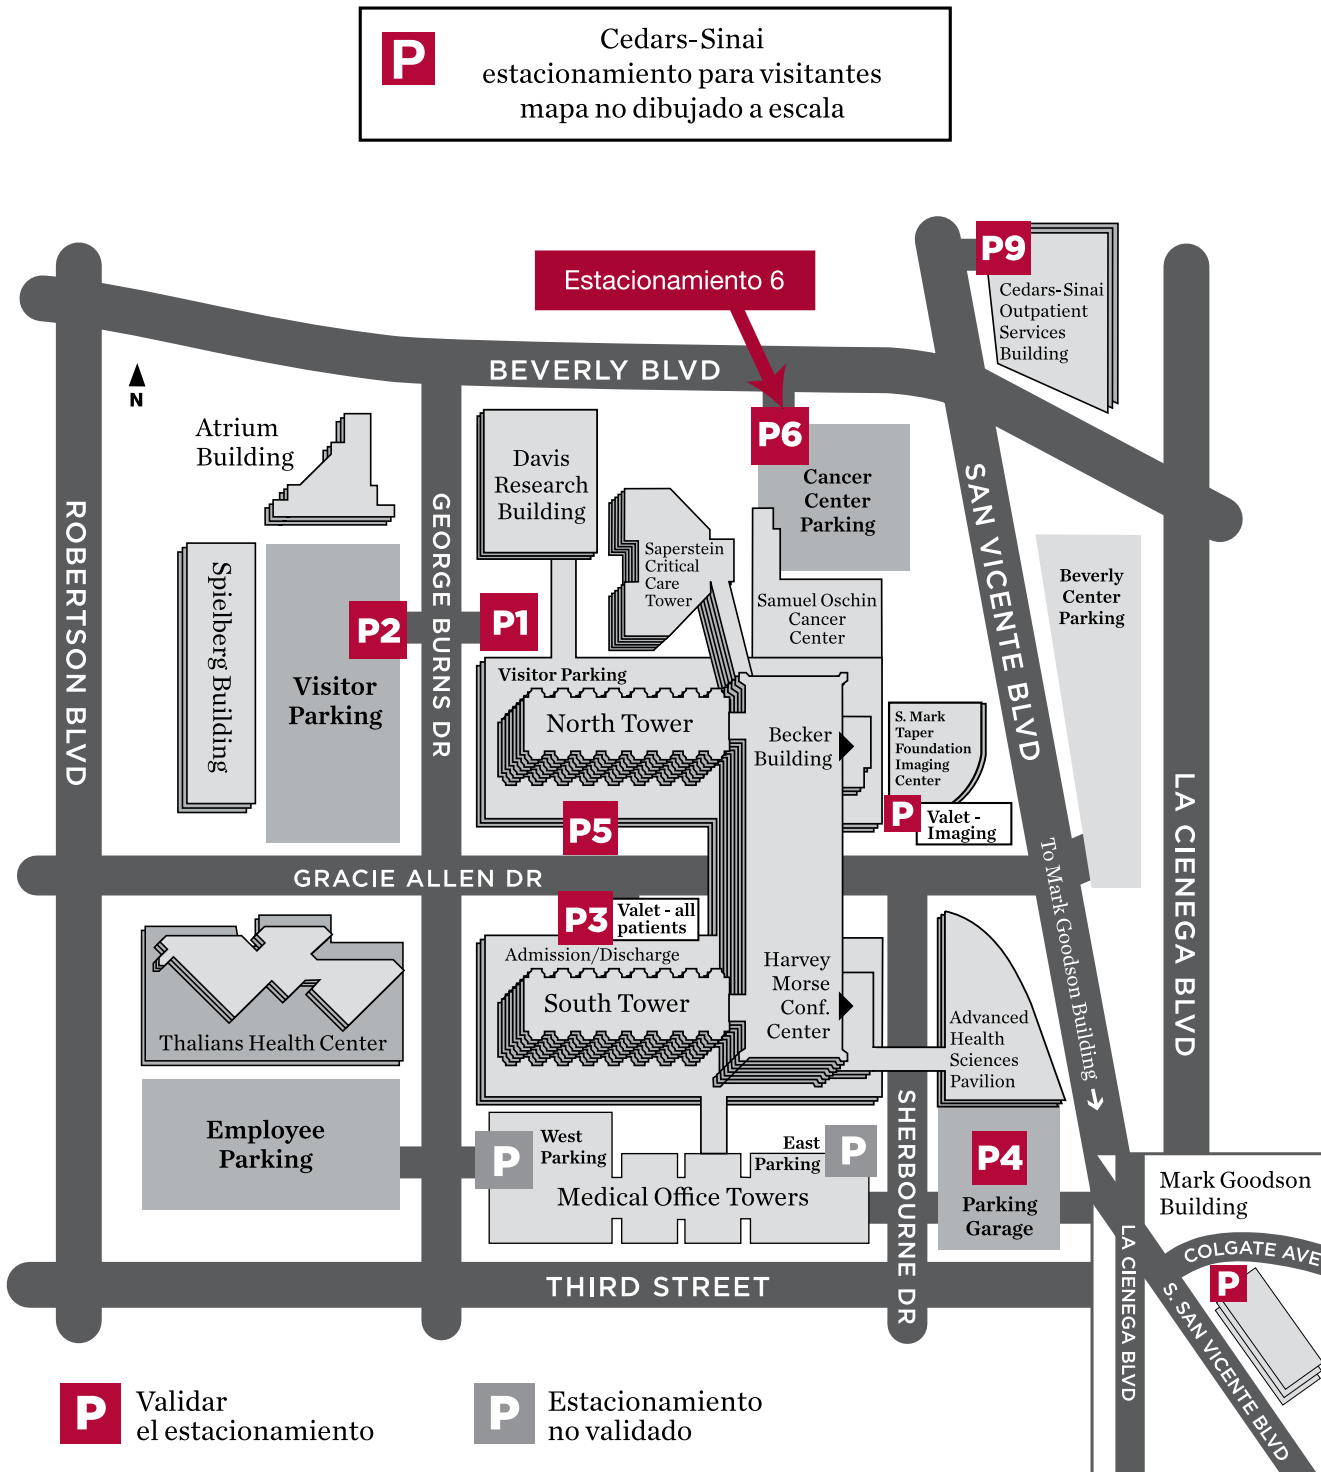 P
Cedars-Sinai
estacionamiento para visitantes
mapa no dibujado a escala
P9
Estacionamiento 6
Cedars-Sinai
Outpatient
Services
Building
BEVERLY BLVD
N
Atrium
Building
P6
Davis
Research
Building
Cancer
Center
Parking
SAN VICENTE BLVD
ROBERTSON BLVD
GEORGE BURNS DR
Saperstein
Critical
Care
Tower
Beverly
Center
Parking
Spielberg Building
Samuel Oschin
Cancer
Center
P2
P1
Visitor
Parking
Visitor Parking
North Tower
Becker
Building
S. Mark
Taper
Foundation
Imaging
Center
P
Valet -
Imaging
LA CIENEGA BLVD
P5
GRACIE ALLEN DR
To Mark Goodson Building
P3
Valet - all
patients
Admission/Discharge
South Tower
Harvey
Morse
Conf.
Center
Thalians Health Center
Advanced
Health
Sciences
Pavilion
Employee
Parking
P
West
Parking
East
Parking
P
SHERBOURNE DR
P4
Medical Office Towers
Parking
Garage
Mark Goodson
Building
LA CIENEGA BLVD
COLGATE AVE
P
S. SAN VICENTE BLVD
THIRD STREET
P
Validar
el estacionamiento
P
Estacionamiento
no validado